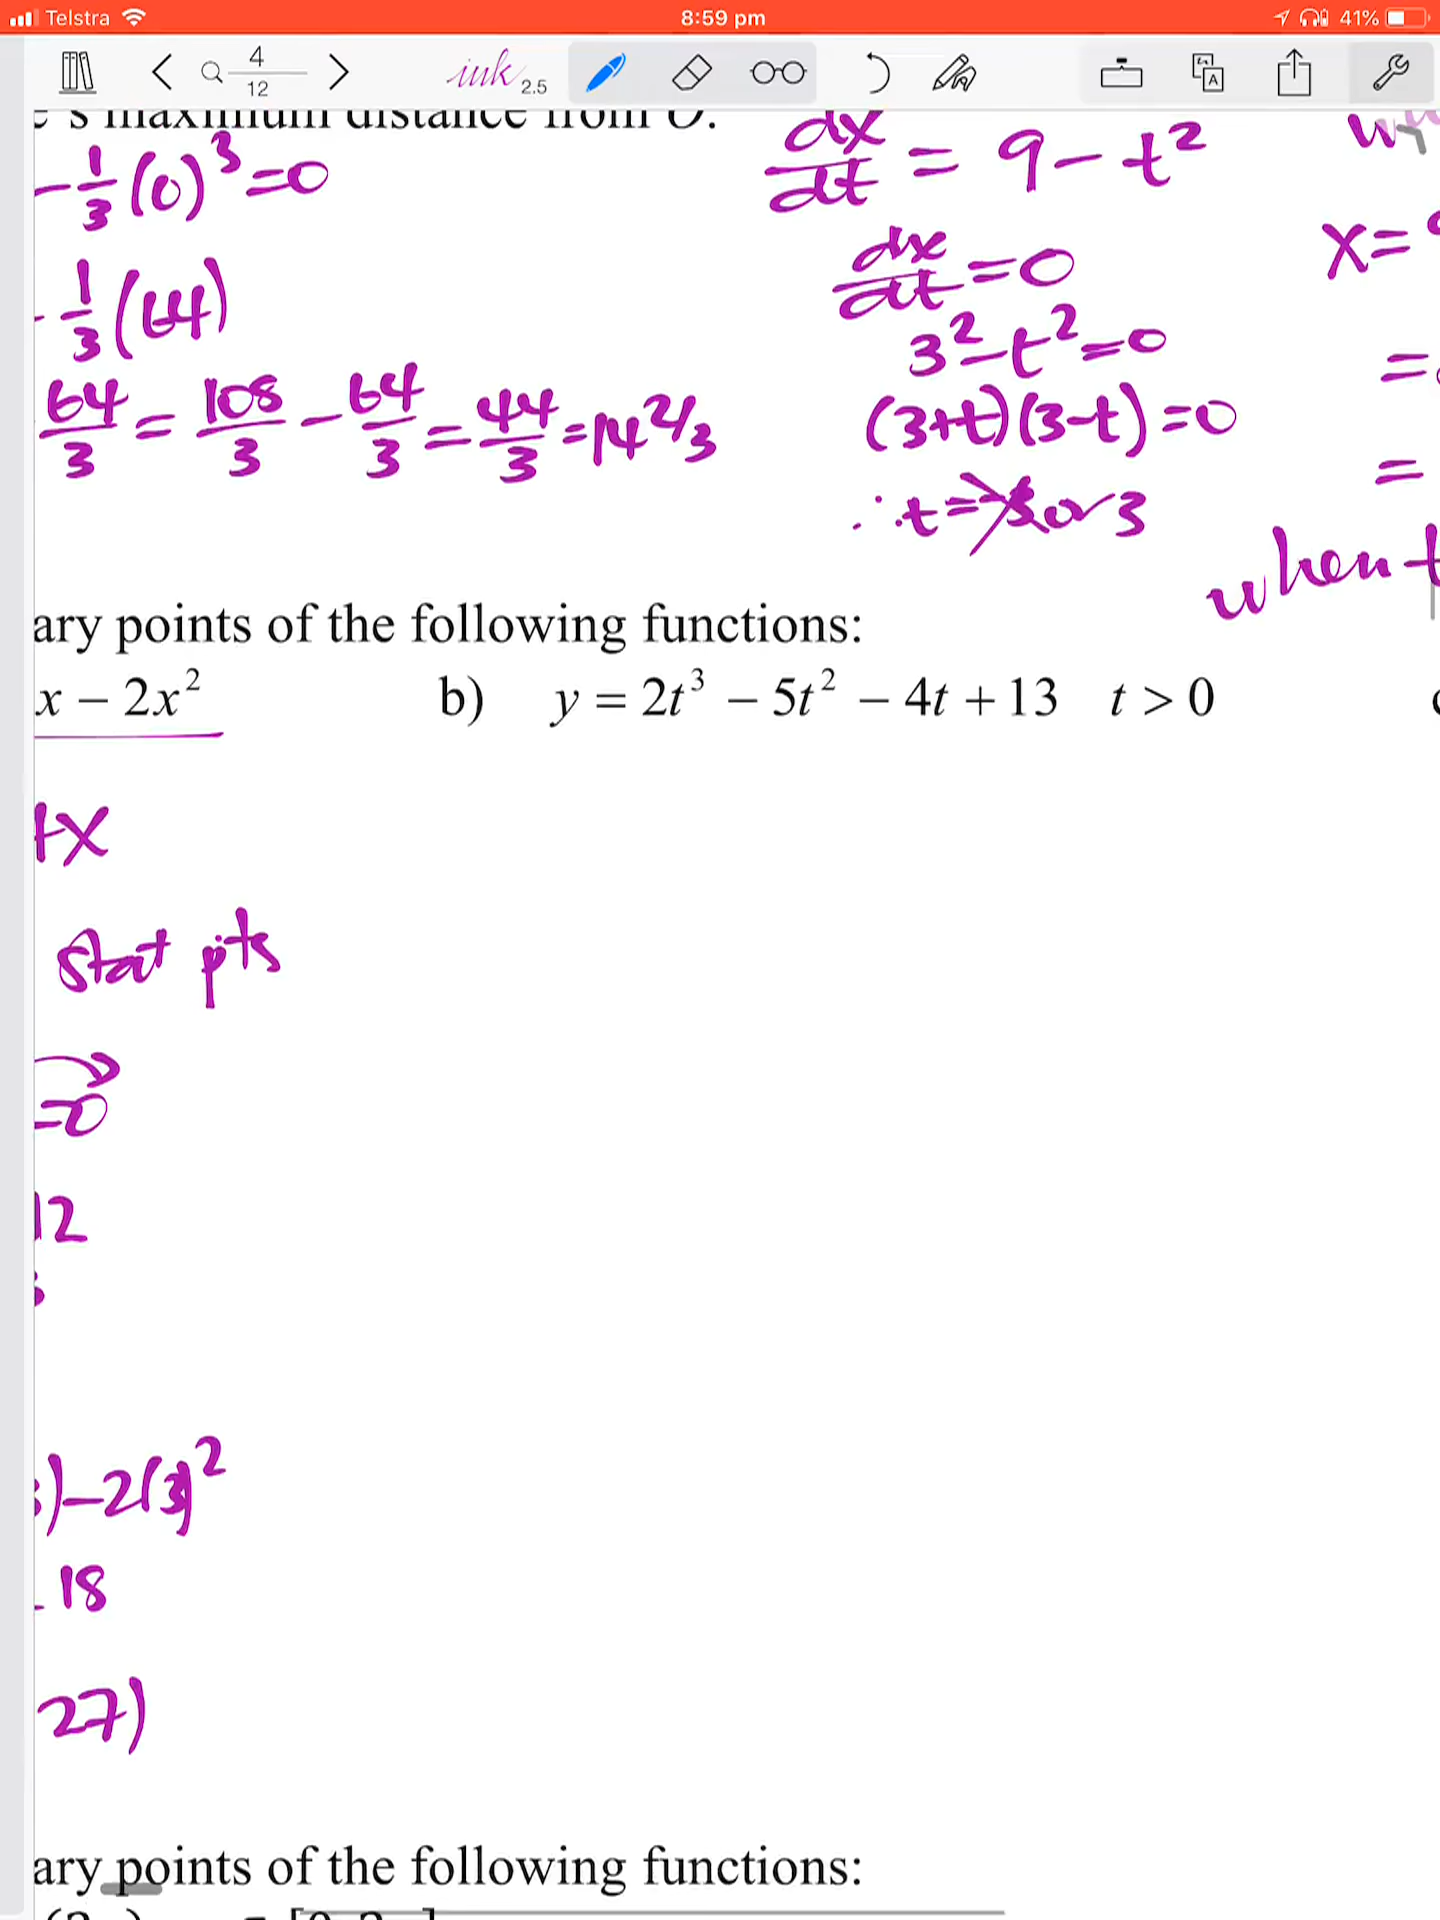 Telstra 8:59 pm 41%
4
12 ink 2.5
's maximum distance from O.
-1/3(0)^3=0
dx/dt = 9-t²
-1/3(64)
dx/dt=0
x=
3²-t²=0
64/3 = 108/3 - 64/3 = 44/3 = 14 2/3
(3+t)(3-t)=0
∴t=-3 or 3
when t
ary points of the following functions:
x − 2x²
b) y = 2t³ − 5t² − 4t + 13 t > 0
+x
stat pts
=0
12
)-2(3)²
- 18
27)
ary points of the following functions: